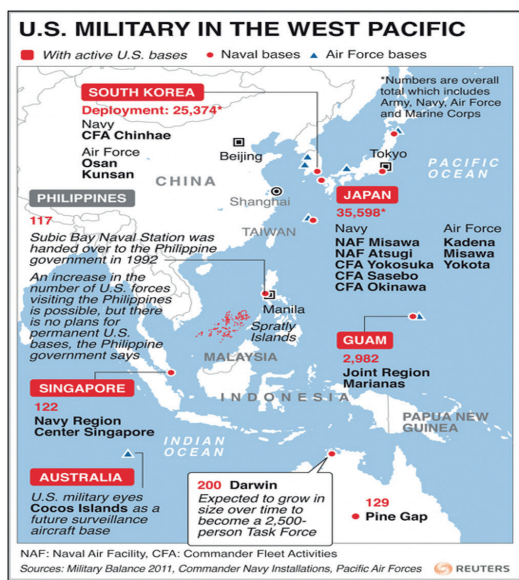 U.S. MILITARY IN THE WEST PACIFIC
With active U.S. bases
Naval bases
Air Force bases
*Numbers are overall
total which includes
Army, Navy, Air Force
and Marine Corps
SOUTH KOREA
Deployment: 25,374*
Navy
CFA Chinhae
Air Force
Osan
Kunsan
Beijing
Tokyo
PACIFIC
OCEAN
CHINA
Shanghai
TAIWAN
PHILIPPINES
117
Subic Bay Naval Station was
handed over to the Philippine
government in 1992
An increase in the
number of U.S. forces
visiting the Philippines
is possible, but there
is no plans for
permanent U.S.
bases, the Philippine
government says
JAPAN
35,598*
Navy
NAF Misawa
NAF Atsugi
CFA Yokosuka
CFA Sasebo
CFA Okinawa
Air Force
Kadena
Misawa
Yokota
Manila
Spratly
Islands
MALAYSIA
GUAM
2,982
Joint Region
Marianas
SINGAPORE
122
Navy Region
Center Singapore
INDONESIA
PAPUA NEW
GUINEA
INDIAN
OCEAN
AUSTRALIA
U.S. military eyes
Cocos Islands as a
future surveillance
aircraft base
200 Darwin
Expected to grow in
size over time to
become a 2,500-
person Task Force
129
Pine Gap
NAF: Naval Air Facility, CFA: Commander Fleet Activities
Sources: Military Balance 2011, Commander Navy Installations, Pacific Air Forces
REUTERS